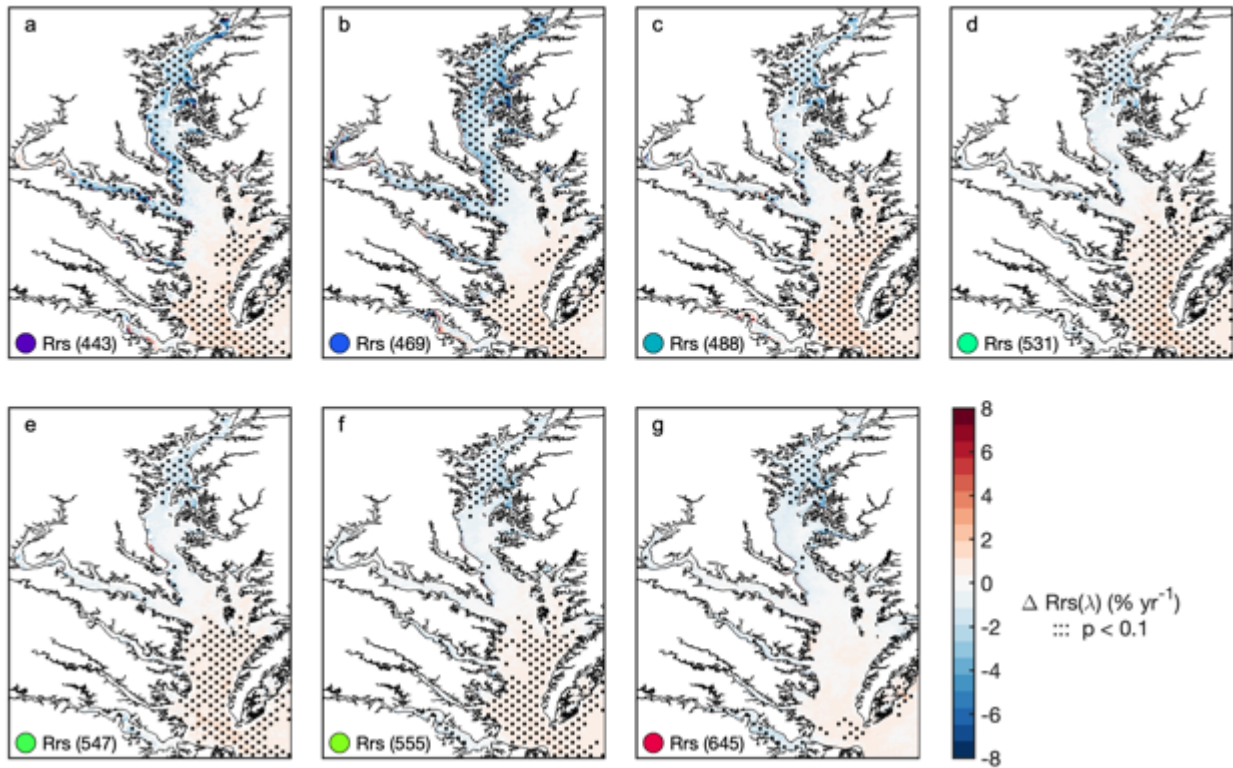 a
b
c
d
Rrs (443)
Rrs (469)
Rrs (488)
Rrs (531)
e
f
g
Rrs (547)
Rrs (555)
Rrs (645)
8
6
4
2
0
-2
-4
-6
-8
Δ Rrs(λ) (% yr⁻¹)
::: p < 0.1